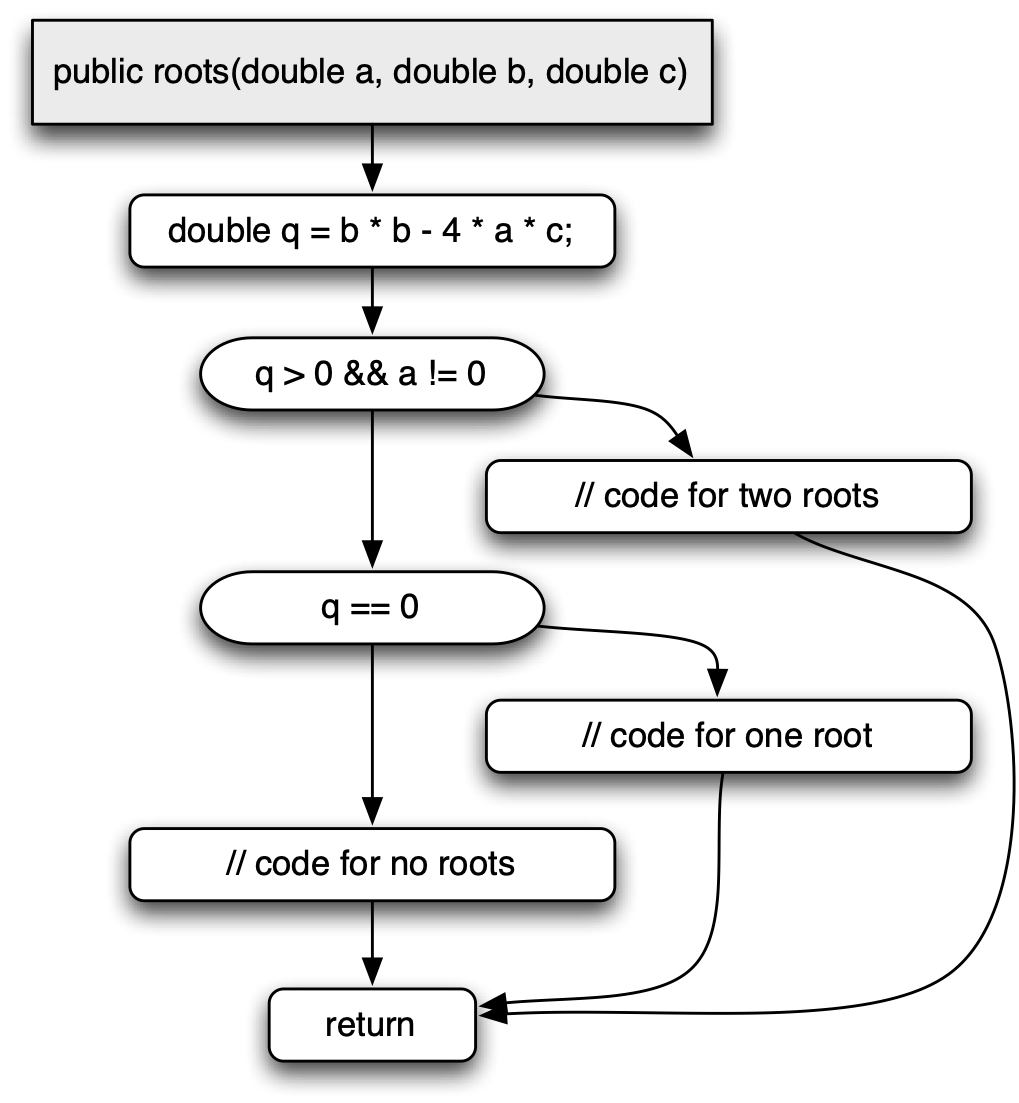 public roots(double a, double b, double c)
double q = b * b - 4 * a * c;
q > 0 && a != 0
// code for two roots
q == 0
// code for one root
// code for no roots
return